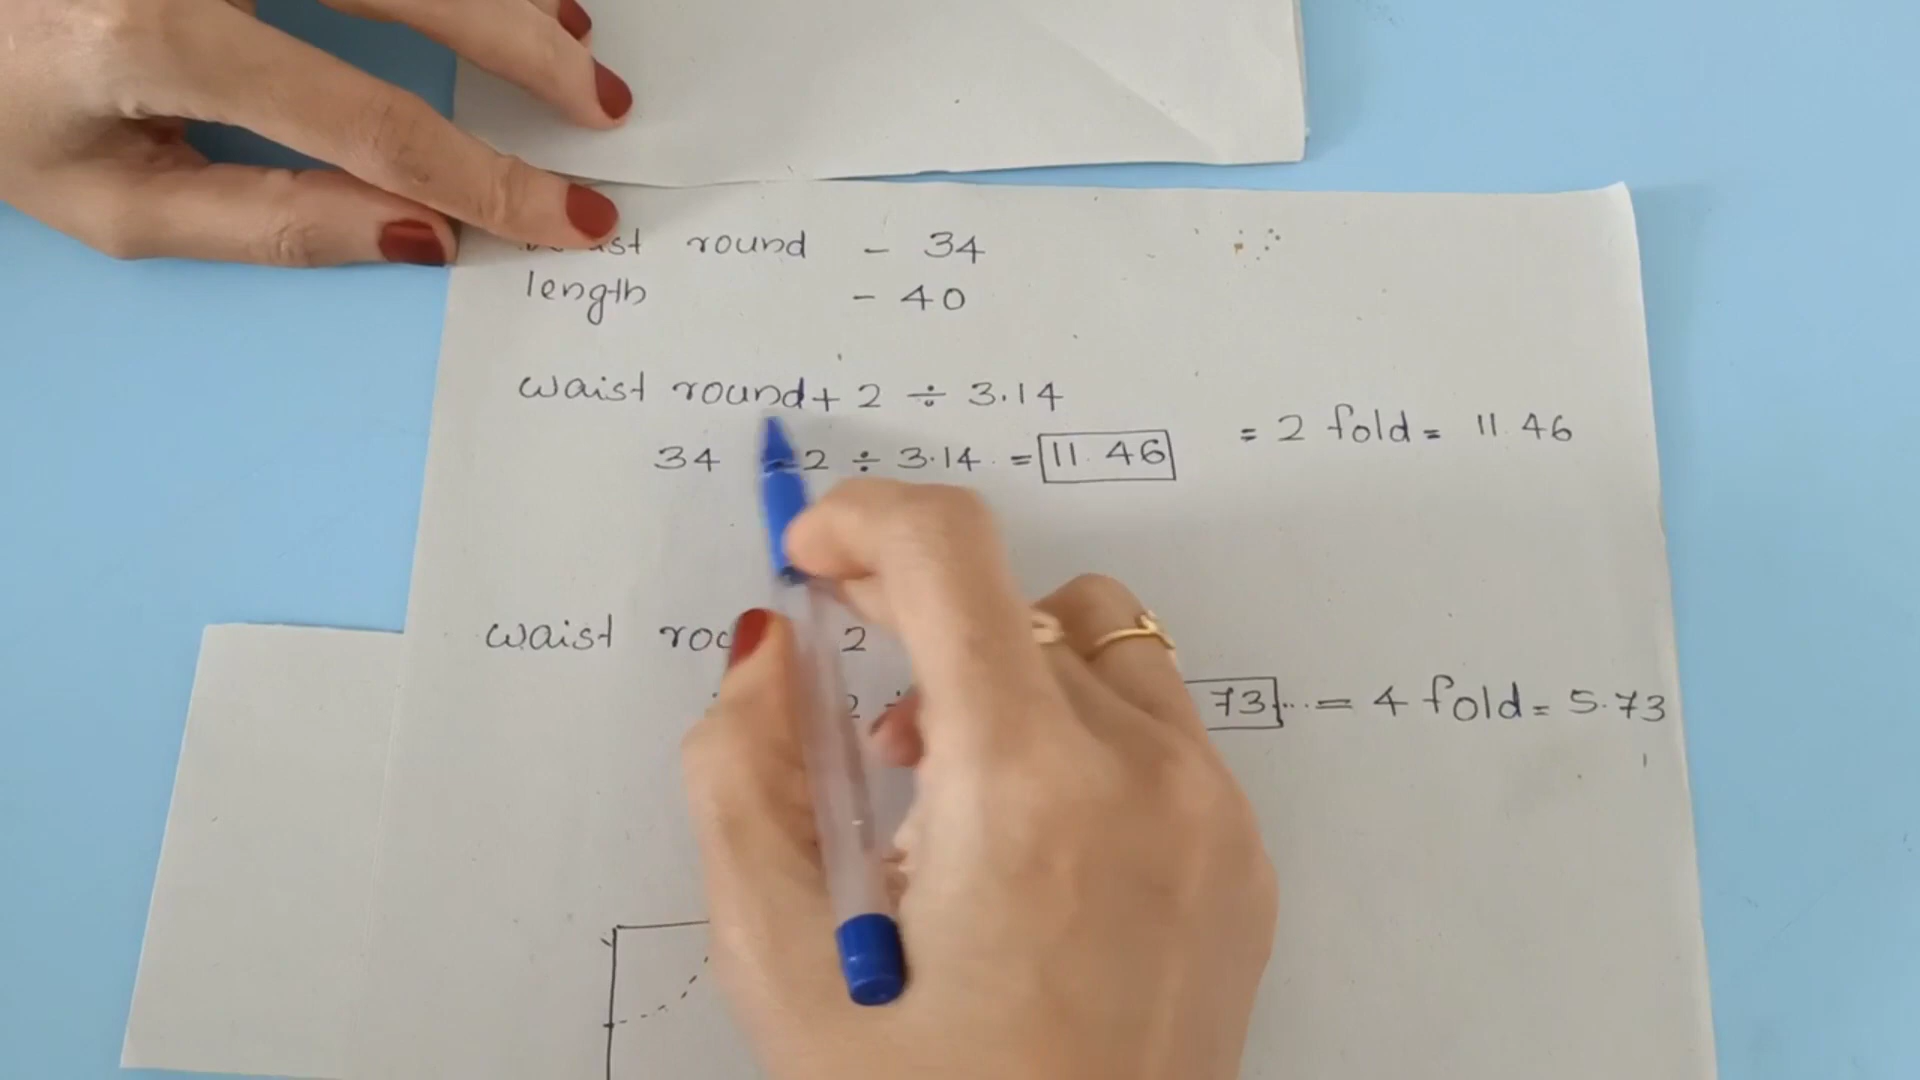 round - 34
length - 40
waist round + 2 ÷ 3.14
34 2 ÷ 3.14 = 11.46 = 2 fold = 11.46
waist 2
2 73 = 4 fold = 5.73